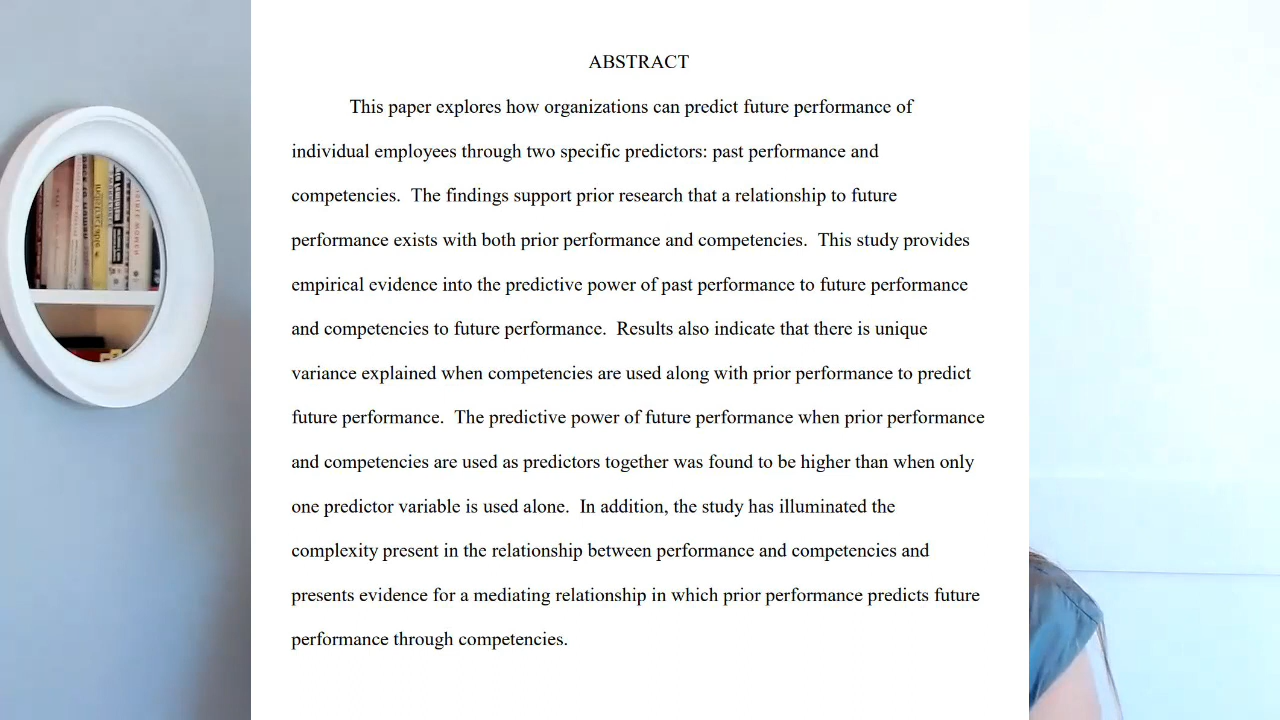 ABSTRACT
This paper explores how organizations can predict future performance of
individual employees through two specific predictors: past performance and
competencies.  The findings support prior research that a relationship to future
performance exists with both prior performance and competencies.  This study provides
empirical evidence into the predictive power of past performance to future performance
and competencies to future performance.  Results also indicate that there is unique
variance explained when competencies are used along with prior performance to predict
future performance.  The predictive power of future performance when prior performance
and competencies are used as predictors together was found to be higher than when only
one predictor variable is used alone.  In addition, the study has illuminated the
complexity present in the relationship between performance and competencies and
presents evidence for a mediating relationship in which prior performance predicts future
performance through competencies.